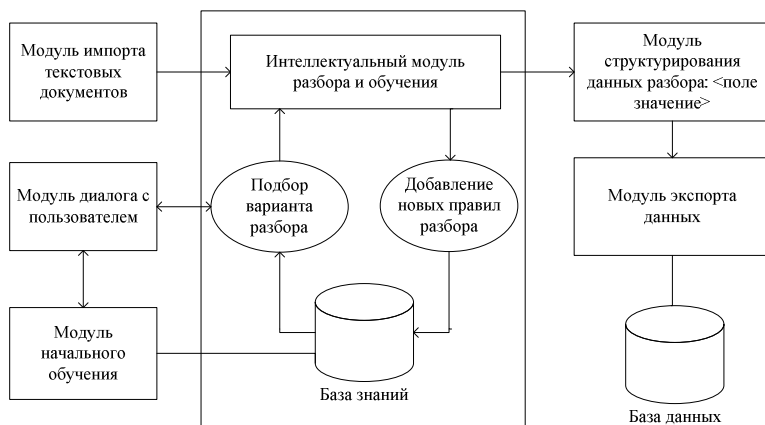 Модуль импорта
текстовых
документов
Интеллектуальный модуль
разбора и обучения
Модуль
структурирования
данных разбора: <поле
значение>
Модуль диалога с
пользователем
Подбор
варианта
разбора
Добавление
новых правил
разбора
Модуль экспорта
данных
Модуль
начального
обучения
База знаний
База данных